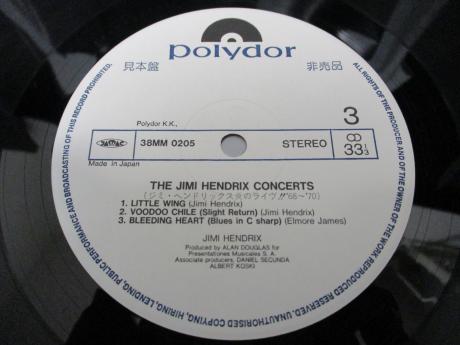 polydor
見本盤
非売品
Polydor K.K.,
3
JASRAC
38MM 0205
STEREO
33 1/3
Made in Japan
THE JIMI HENDRIX CONCERTS
(ジミ・ヘンドリックス炎のライヴ!! '68〜'70)
1. LITTLE WING (Jimi Hendrix)
2. VOODOO CHILE (Slight Return) (Jimi Hendrix)
3. BLEEDING HEART (Blues in C sharp) (Elmore James)
JIMI HENDRIX
Produced by ALAN DOUGLAS for
Presentationes Musicales S. A.
Associate producers, DANIEL SECUNDA
ALBERT KOSKI
ALL RIGHTS OF THE PRODUCER AND OF THE OWNER OF THE WORK REPRODUCED RESERVED. UNAUTHORISED COPYING, HIRING, LENDING, PUBLIC PERFORMANCE AND BROADCASTING OF THIS RECORD PROHIBITED.